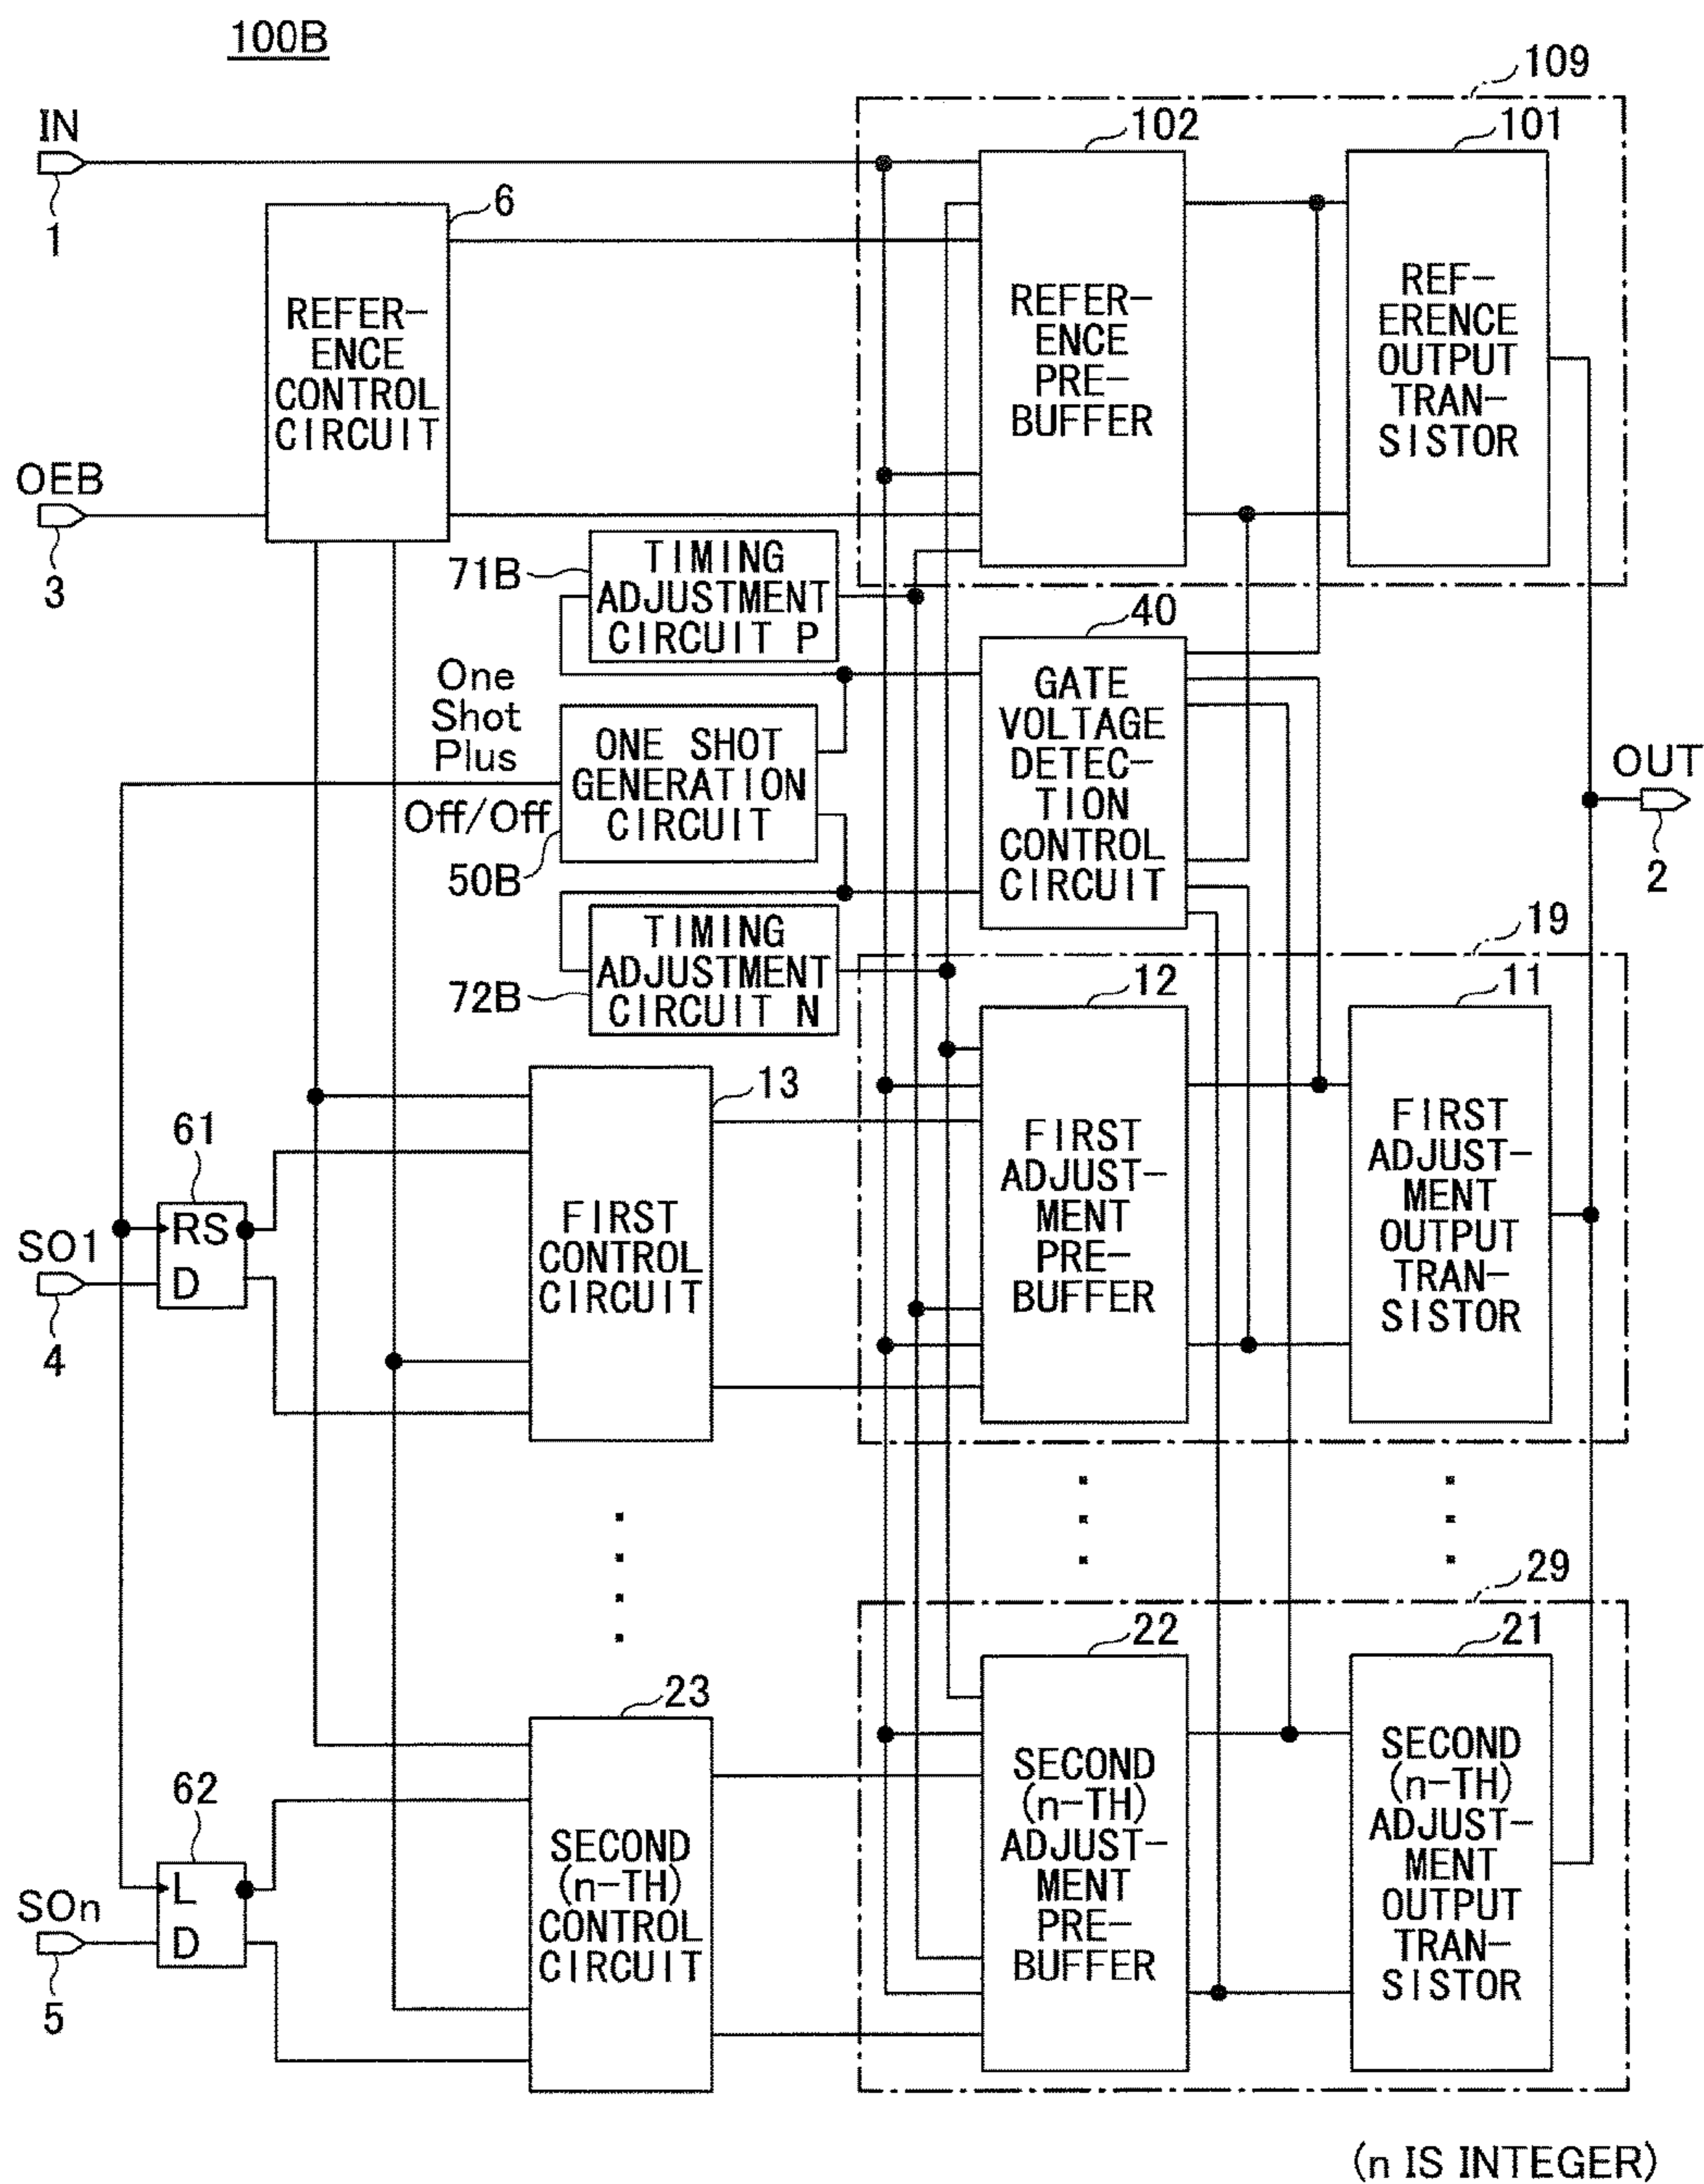 100B
109
IN
1
102
101
6
REFER-
ENCE
CONTROL
CIRCUIT
REFER-
ENCE
PRE-
BUFFER
REF-
ERENCE
OUTPUT
TRAN-
SISTOR
OEB
3
71B
TIMING
ADJUSTMENT
CIRCUIT P
40
One
Shot
Plus
Off/Off
ONE SHOT
GENERATION
CIRCUIT
50B
GATE
VOLTAGE
DETEC-
TION
CONTROL
CIRCUIT
OUT
2
72B
TIMING
ADJUSTMENT
CIRCUIT N
19
12
11
13
61
RS
D
SO1
4
FIRST
CONTROL
CIRCUIT
FIRST
ADJUST-
MENT
PRE-
BUFFER
FIRST
ADJUST-
MENT
OUTPUT
TRAN-
SISTOR
29
22
21
23
62
L
D
SOn
5
SECOND
(n-TH)
CONTROL
CIRCUIT
SECOND
(n-TH)
ADJUST-
MENT
PRE-
BUFFER
SECOND
(n-TH)
ADJUST-
MENT
OUTPUT
TRAN-
SISTOR
(n IS INTEGER)